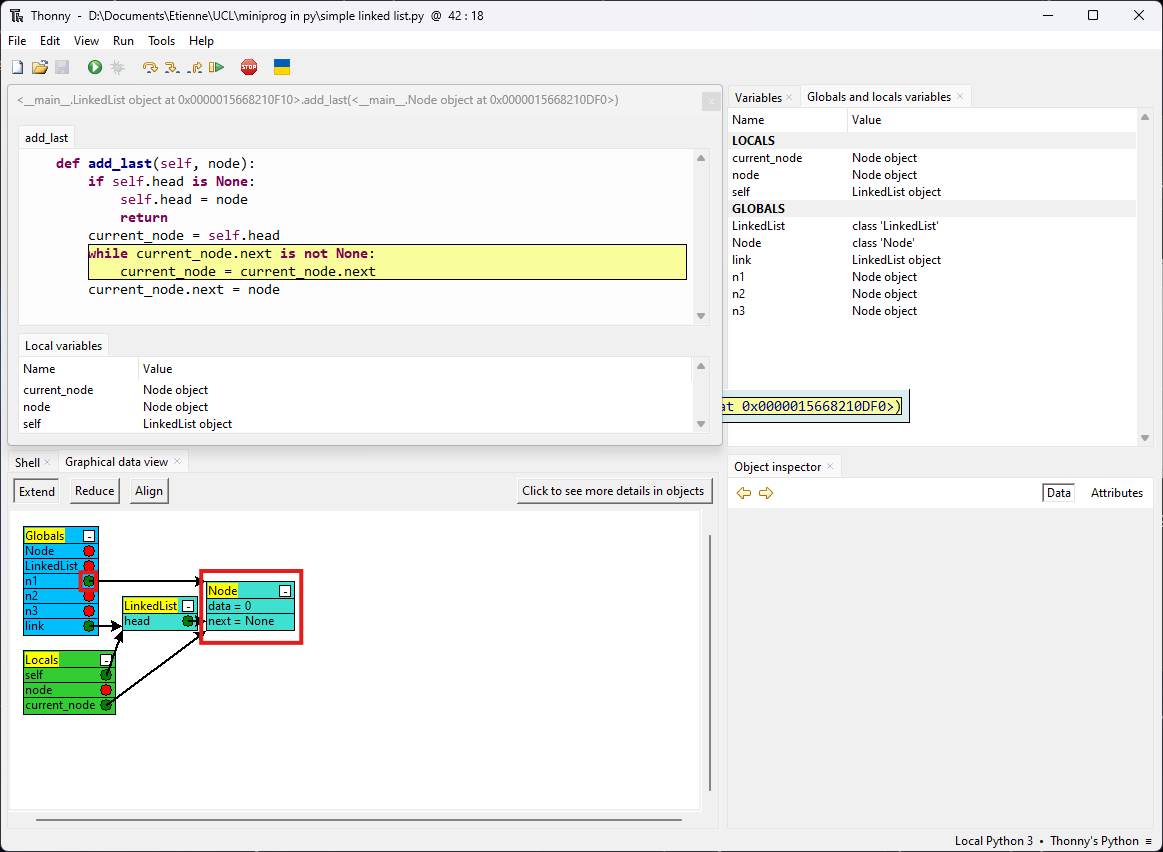 Thonny - D:\Documents\Etienne\UCL\miniprog in py\simple linked list.py @ 42 : 18
File Edit View Run Tools Help
STOP
<__main__.LinkedList object at 0x0000015668210F10>.add_last(<__main__.Node object at 0x0000015668210DF0>)
add_last
def add_last(self, node):
if self.head is None:
self.head = node
return
current_node = self.head
while current_node.next is not None:
current_node = current_node.next
current_node.next = node
Local variables
Name Value
current_node Node object
node Node object
self LinkedList object
Variables Globals and locals variables
Name Value
LOCALS
current_node Node object
node Node object
self LinkedList object
GLOBALS
LinkedList class 'LinkedList'
Node class 'Node'
link LinkedList object
n1 Node object
n2 Node object
n3 Node object
at 0x0000015668210DF0>)
Shell Graphical data view
Extend Reduce Align Click to see more details in objects
Globals -
Node
LinkedList
n1
n2
n3
link
LinkedList -
head
Node -
data = 0
next = None
Locals -
self
node
current_node
Object inspector
Data Attributes
Local Python 3 • Thonny's Python ≡